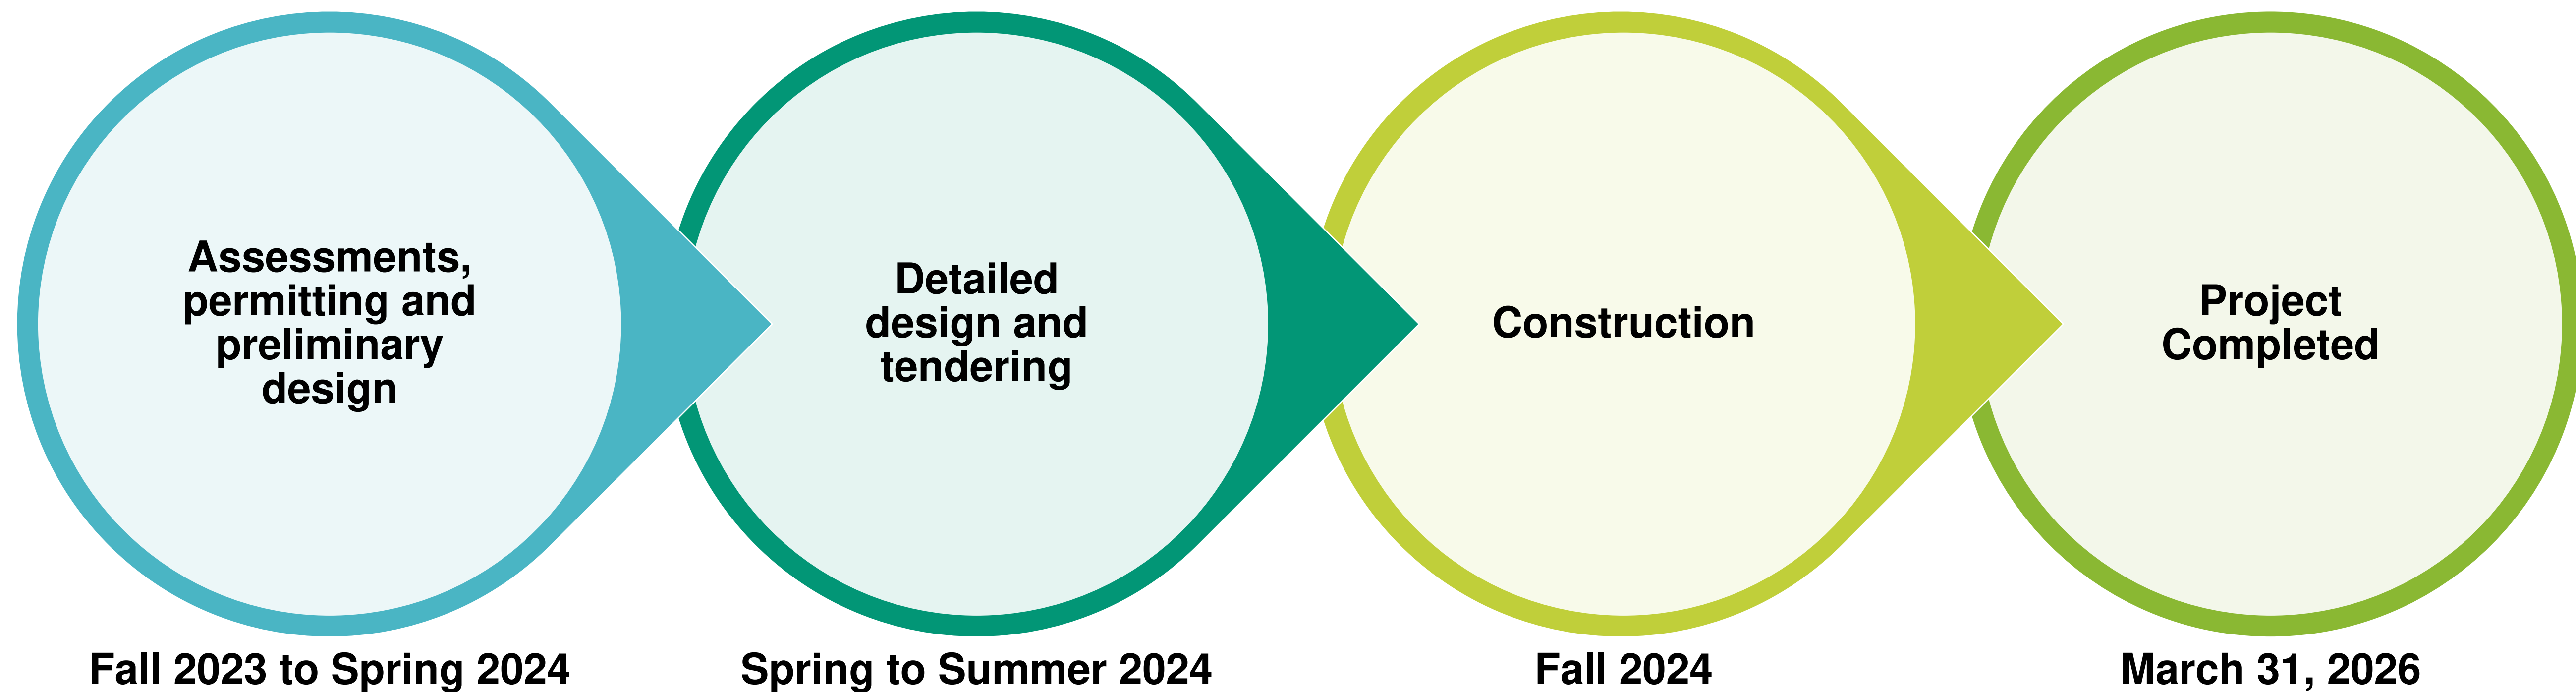 Assessments,
permitting and
preliminary
design
Detailed
design and
tendering
Construction
Project
Completed
Fall 2023 to Spring 2024
Spring to Summer 2024
Fall 2024
March 31, 2026